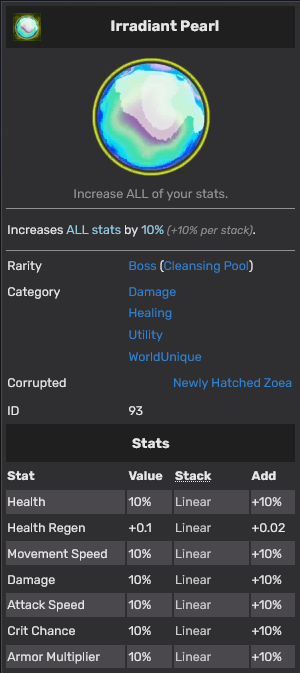 Irradiant Pearl
Increase ALL of your stats.
Increases ALL stats by 10% (+10% per stack).
Rarity Boss (Cleansing Pool)
Category Damage
Healing
Utility
WorldUnique
Corrupted Newly Hatched Zoea
ID 93
Stats
Stat Value Stack Add
Health 10% Linear +10%
Health Regen +0.1 Linear +0.02
Movement Speed 10% Linear +10%
Damage 10% Linear +10%
Attack Speed 10% Linear +10%
Crit Chance 10% Linear +10%
Armor Multiplier 10% Linear +10%